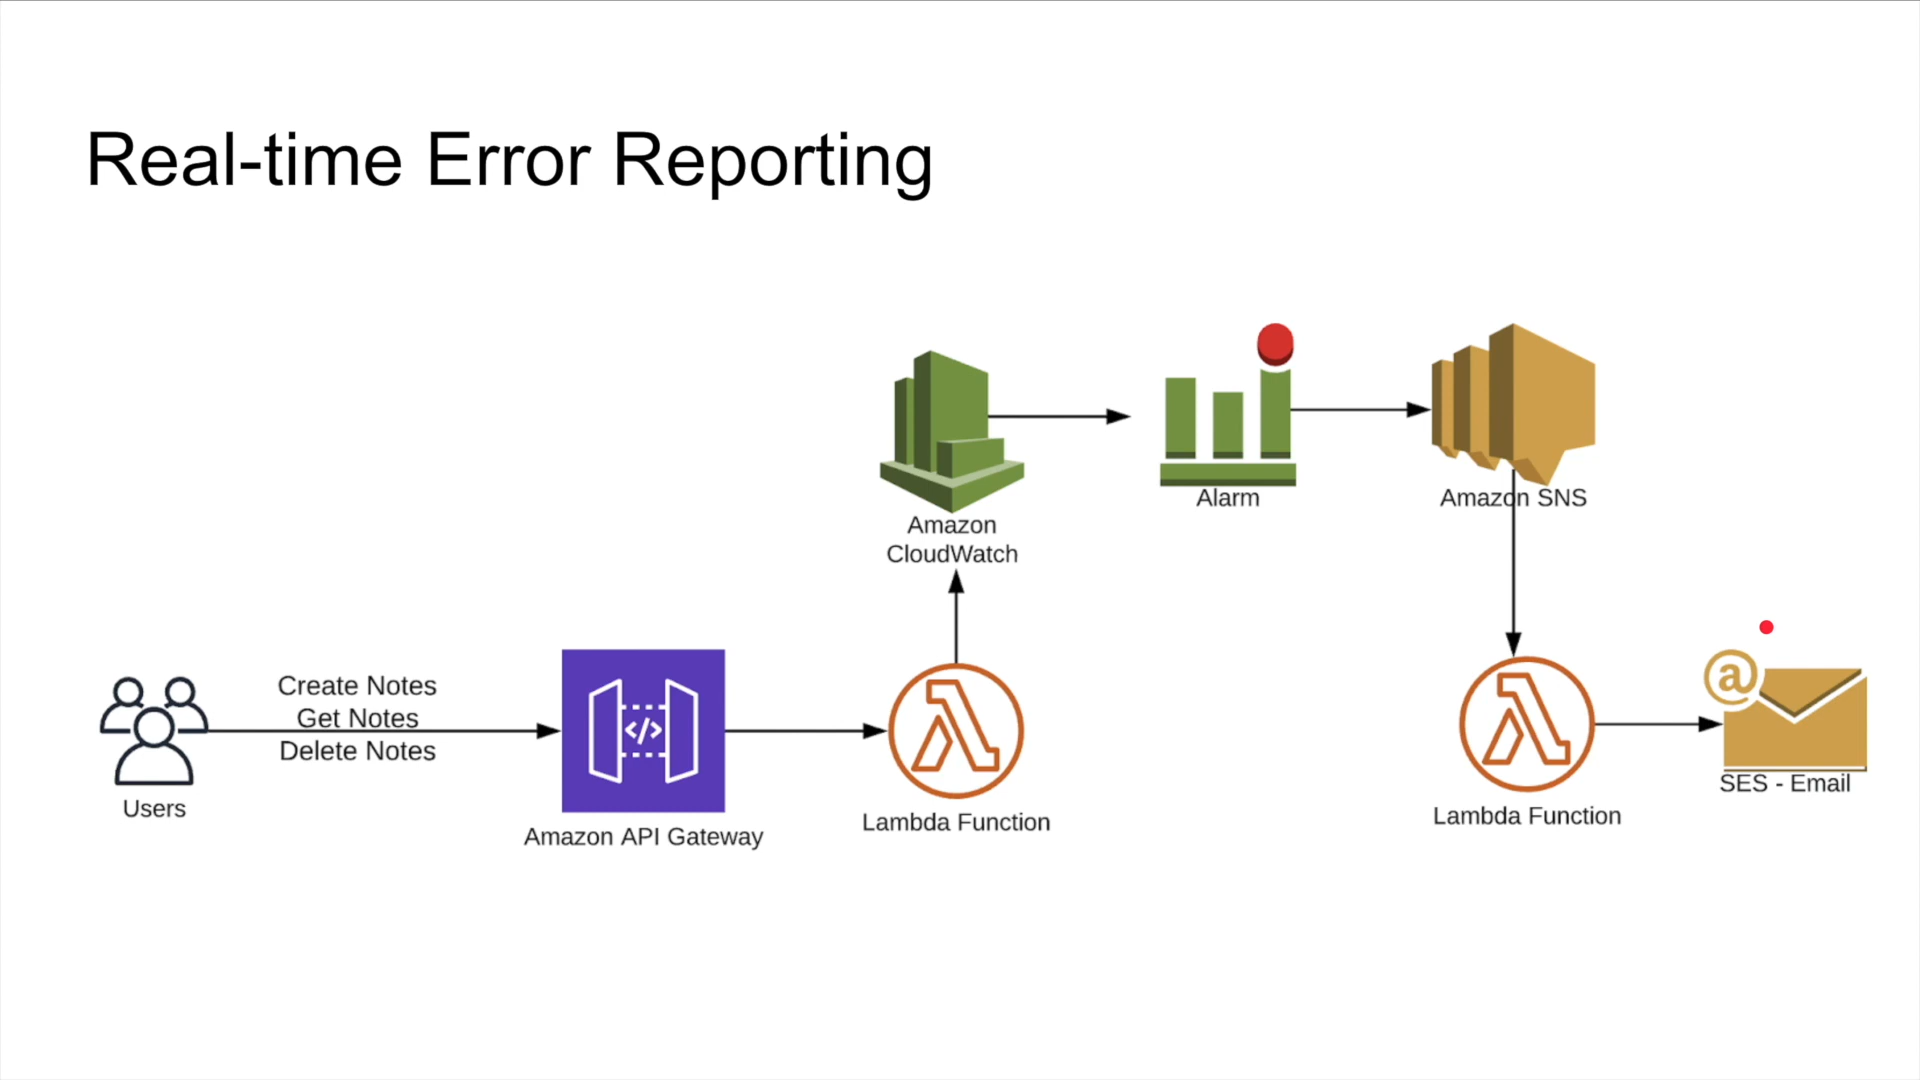 Real-time Error Reporting
Amazon
CloudWatch
Alarm
Amazon SNS
Create Notes
Get Notes
Delete Notes
Users
</>
Amazon API Gateway
Lambda Function
Lambda Function
@
SES - Email